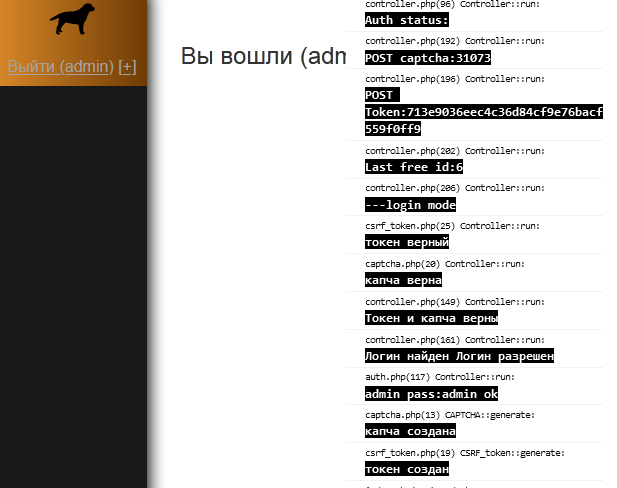 Выйти (admin) [+]
Вы вошли (adm
controller.php(96) Controller::run:
Auth status:
controller.php(192) Controller::run:
POST captcha:31073
controller.php(196) Controller::run:
POST
Token:713e9036eec4c36d84cf9e76bacf
559f0ff9
controller.php(202) Controller::run:
Last free id:6
controller.php(206) Controller::run:
---login mode
csrf_token.php(25) Controller::run:
токен верный
captcha.php(20) Controller::run:
капча верна
controller.php(149) Controller::run:
Токен и капча верны
controller.php(161) Controller::run:
Логин найден Логин разрешен
auth.php(117) Controller::run:
admin pass:admin ok
captcha.php(13) CAPTCHA::generate:
капча создана
csrf_token.php(19) CSRF_token::generate:
токен создан